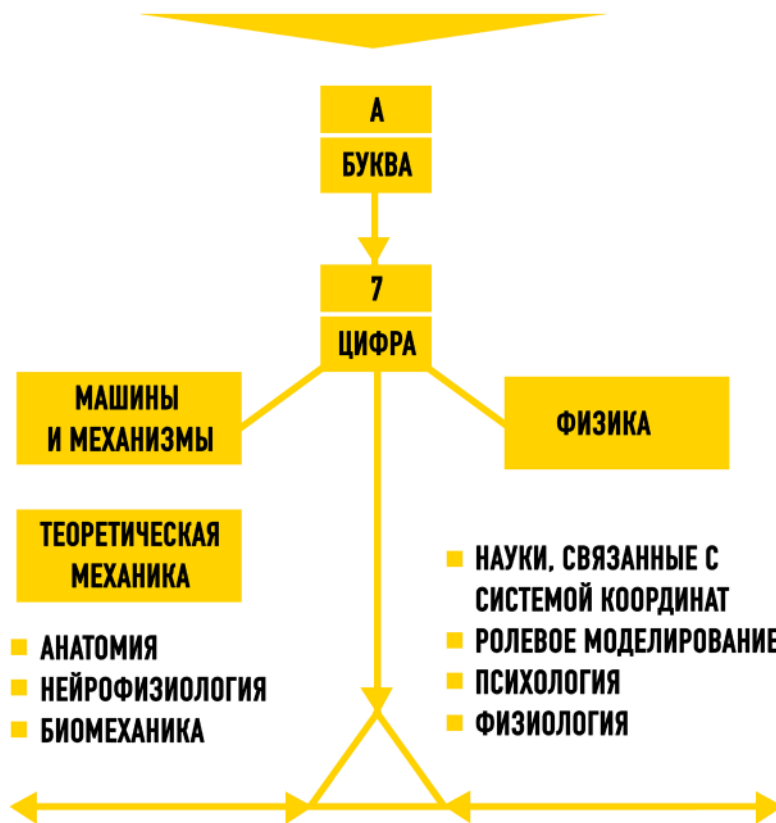 А
БУКВА
7
ЦИФРА
МАШИНЫ
И МЕХАНИЗМЫ
ФИЗИКА
ТЕОРЕТИЧЕСКАЯ
МЕХАНИКА
АНАТОМИЯ
НЕЙРОФИЗИОЛОГИЯ
БИОМЕХАНИКА
НАУКИ, СВЯЗАННЫЕ С
СИСТЕМОЙ КООРДИНАТ
РОЛЕВОЕ МОДЕЛИРОВАНИЕ
ПСИХОЛОГИЯ
ФИЗИОЛОГИЯ